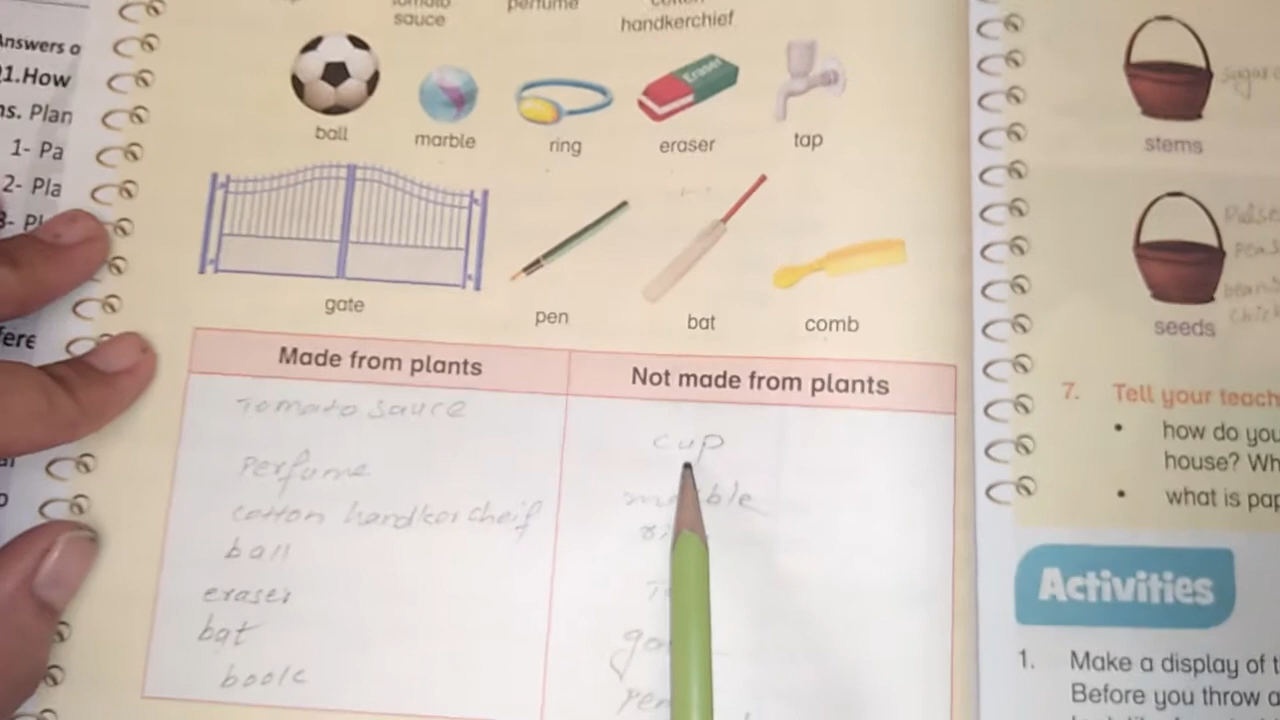 Answers o
1.How
ns. Plan
1- Pa
2- Pla
fere
sauce
perfume
handkerchief
Eraser
ball
marble
ring
eraser
tap
gate
pen
bat
comb
Made from plants
Not made from plants
Tomato sauce
Perfume
cotton handkercheif
ball
eraser
bat
book
cup
stems
seeds
7. Tell your teach
• how do you
house? Wh
• what is pap
Activities
1. Make a display of t
Before you throw a